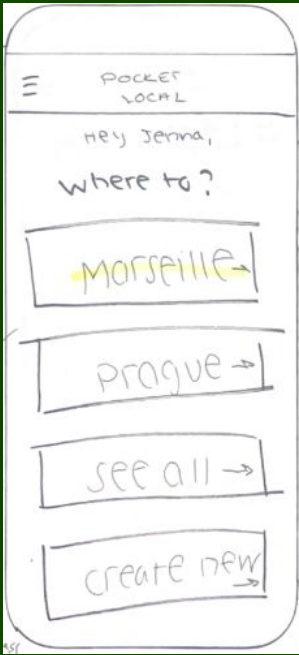 POCKET
LOCAL
Hey Jenna,
Where to?
Marseille →
prague →
see all →
create new
→